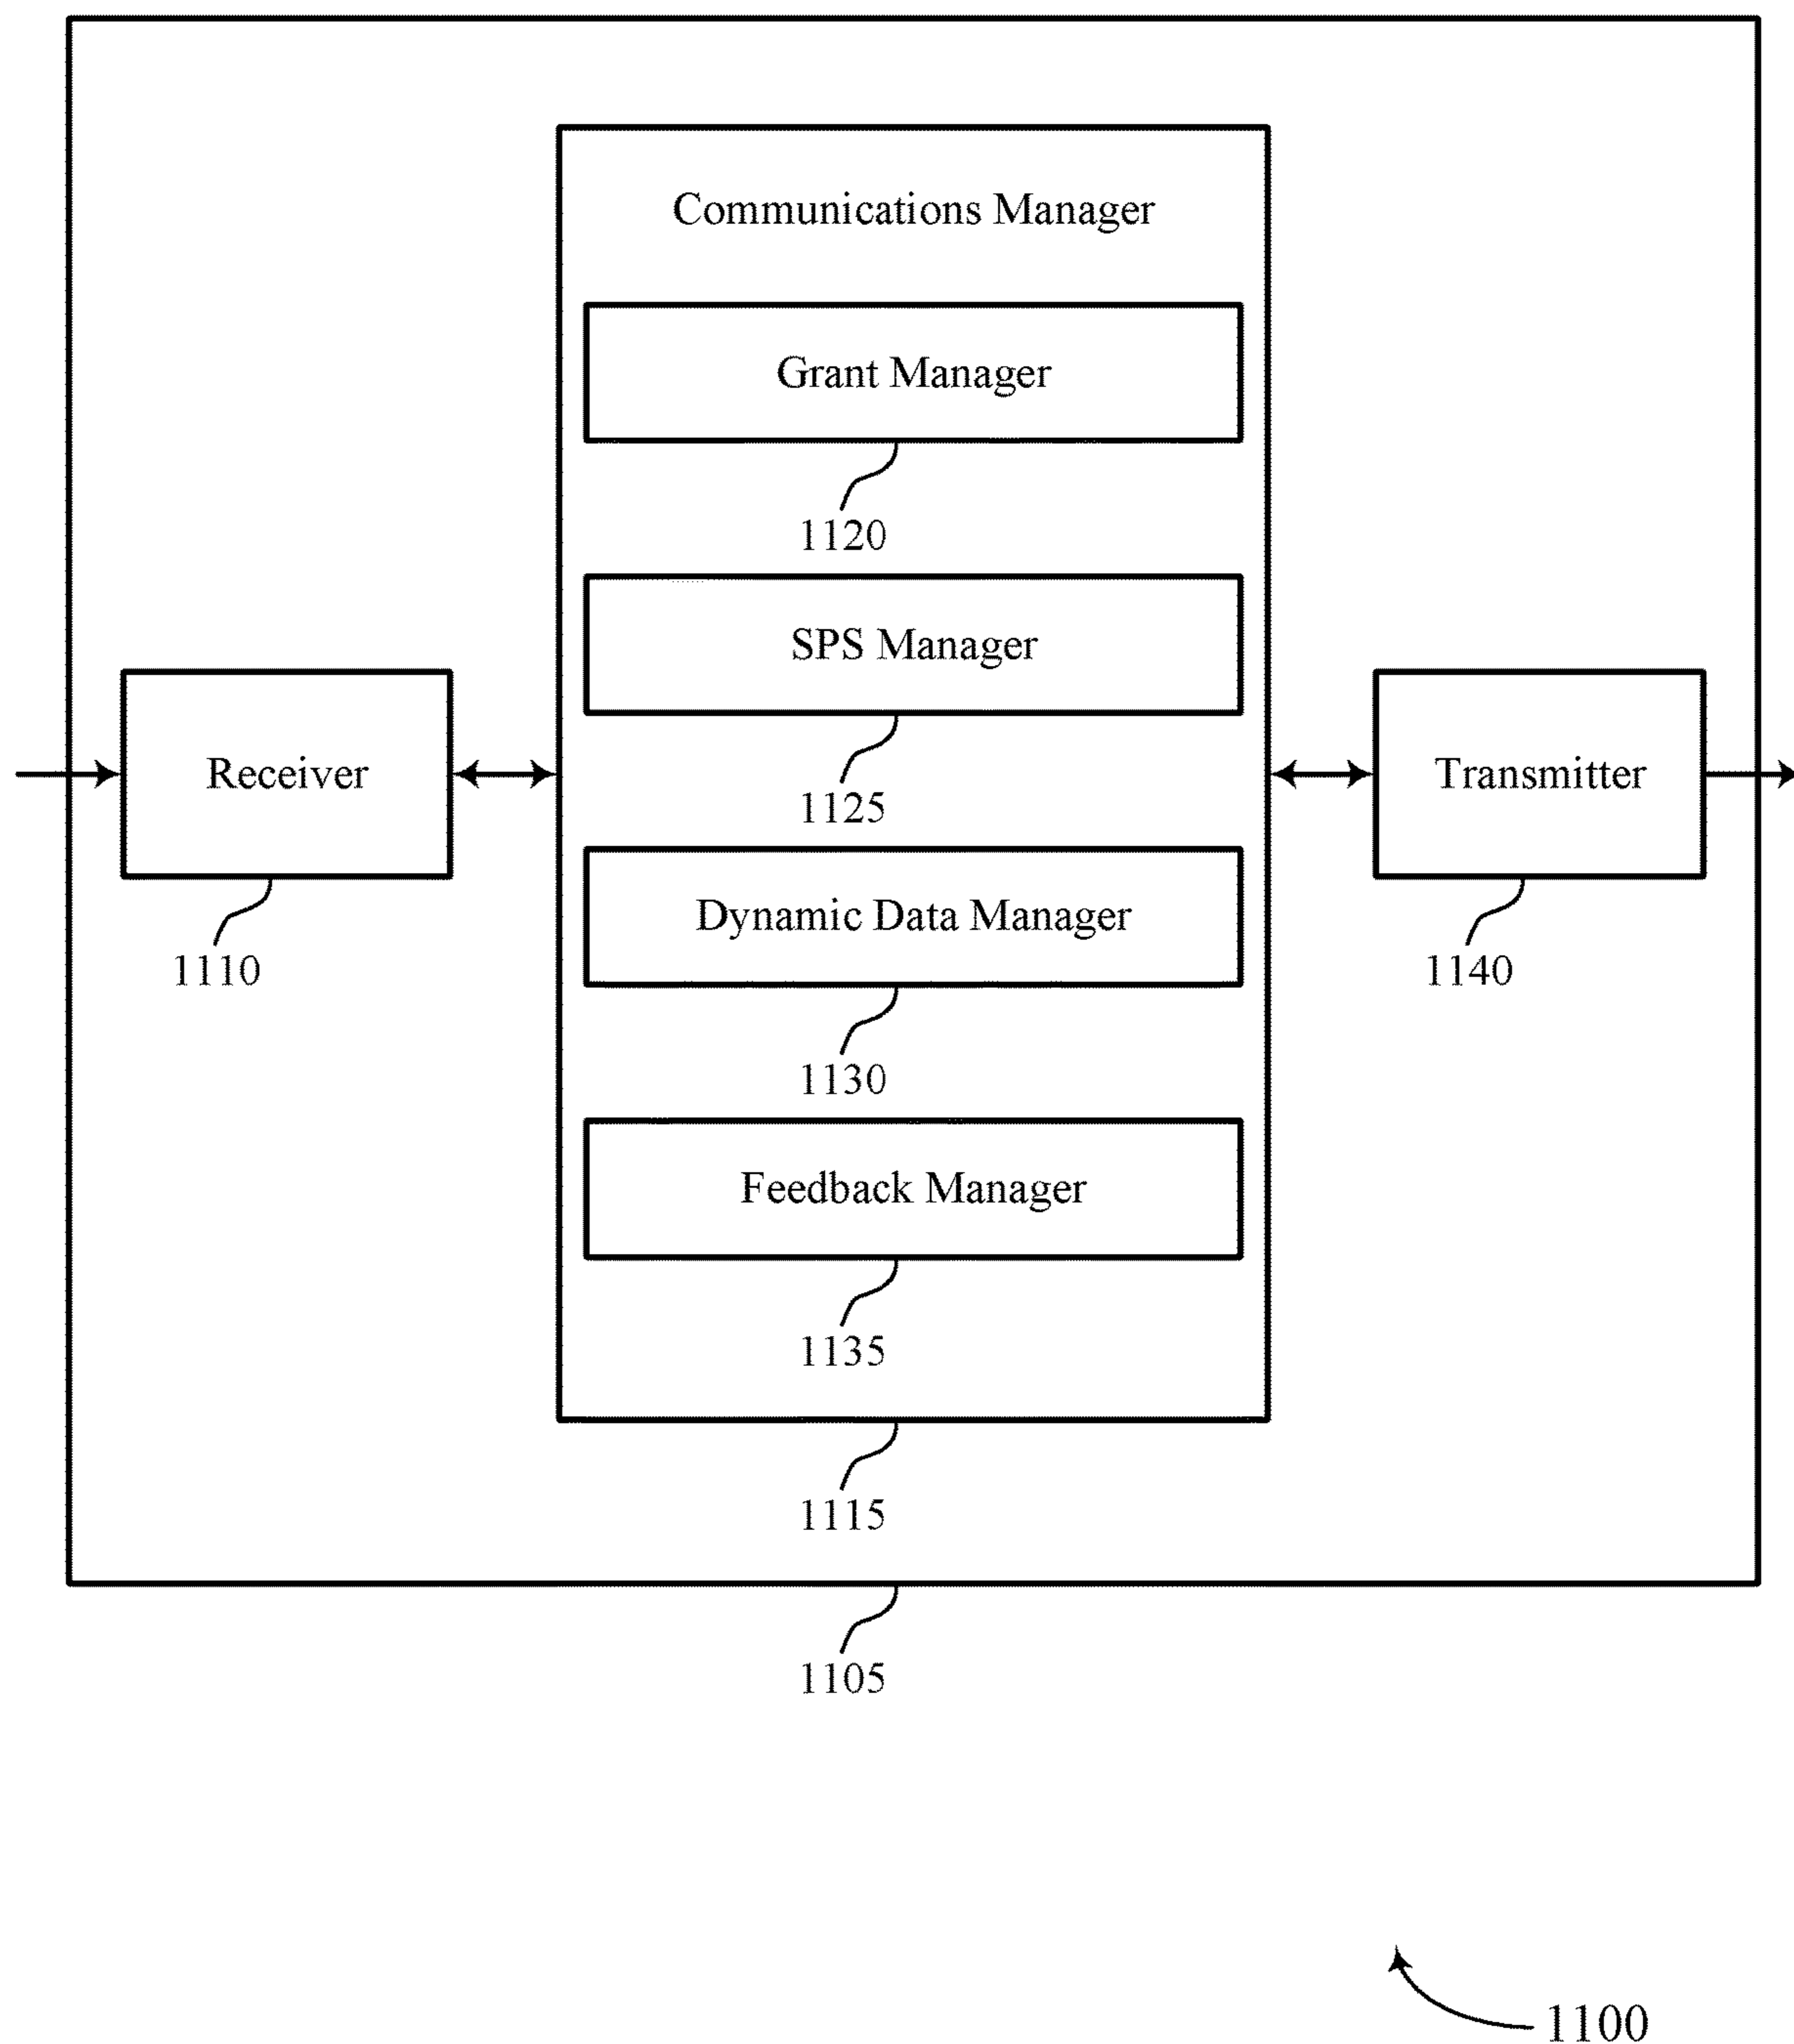 Communications Manager
Grant Manager
1120
SPS Manager
1125
Receiver
1110
Transmitter
1140
Dynamic Data Manager
1130
Feedback Manager
1135
1115
1105
1100